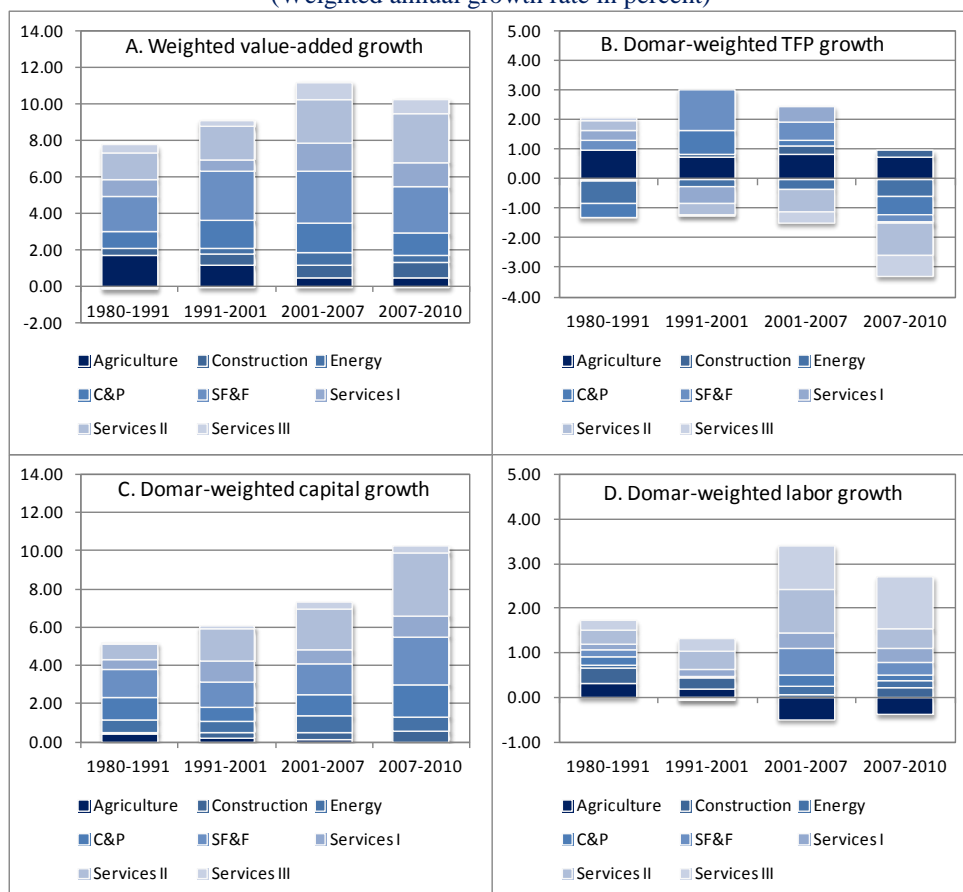 (Weighted annual growth rate in percent)
A. Weighted value-added growth
14.00
12.00
10.00
8.00
6.00
4.00
2.00
0.00
-2.00
1980-1991 1991-2001 2001-2007 2007-2010
Agriculture Construction Energy
C&P SF&F Services I
Services II Services III
B. Domar-weighted TFP growth
5.00
4.00
3.00
2.00
1.00
0.00
-1.00
-2.00
-3.00
-4.00
1980-1991 1991-2001 2001-2007 2007-2010
Agriculture Construction Energy
C&P SF&F Services I
Services II Services III
C. Domar-weighted capital growth
14.00
12.00
10.00
8.00
6.00
4.00
2.00
0.00
1980-1991 1991-2001 2001-2007 2007-2010
Agriculture Construction Energy
C&P SF&F Services I
Services II Services III
D. Domar-weighted labor growth
5.00
4.00
3.00
2.00
1.00
0.00
-1.00
1980-1991 1991-2001 2001-2007 2007-2010
Agriculture Construction Energy
C&P SF&F Services I
Services II Services III